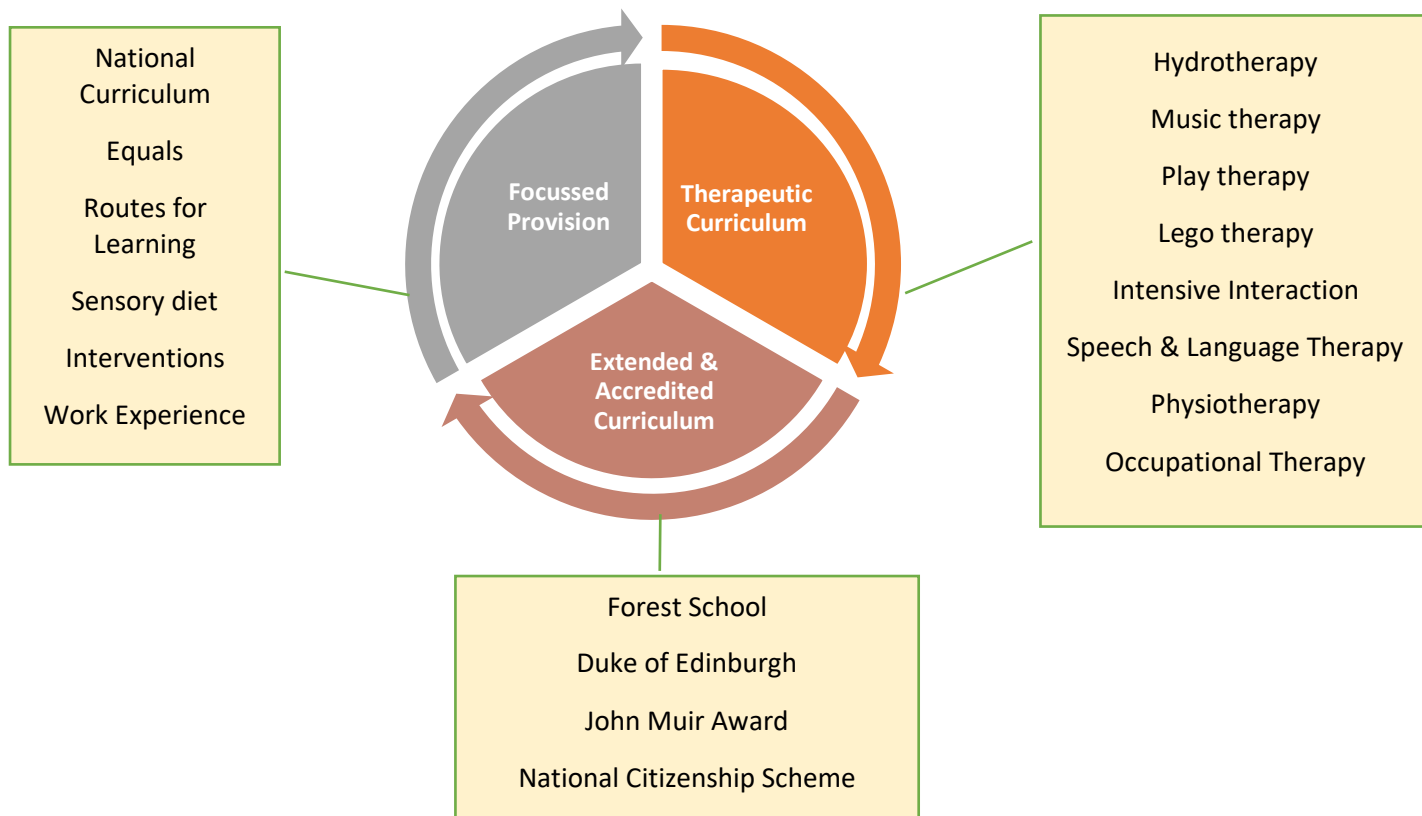 National
Curriculum
Equals
Routes for
Learning
Sensory diet
Interventions
Work Experience
Focussed
Provision
Therapeutic
Curriculum
Extended &
Accredited
Curriculum
Hydrotherapy
Music therapy
Play therapy
Lego therapy
Intensive Interaction
Speech & Language Therapy
Physiotherapy
Occupational Therapy
Forest School
Duke of Edinburgh
John Muir Award
National Citizenship Scheme